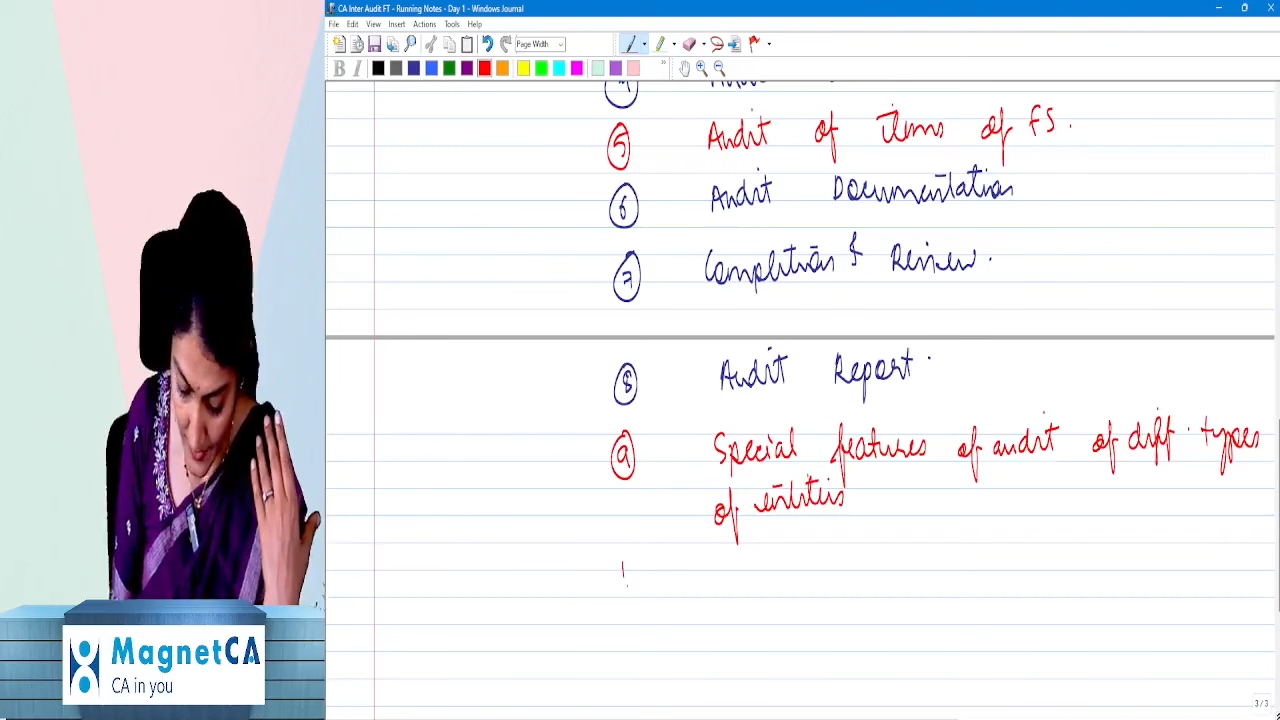 CA Inter Audit FT - Running Notes - Day 1 - Windows Journal
File Edit View Insert Actions Tools Help
Page Width
B I
5 Audit of items of FS.
6 Audit Documentation
7 Completion & Review.
8 Audit Report.
9 Special features of audit of diff. types
of entities
MagnetCA
CA in you
3/3